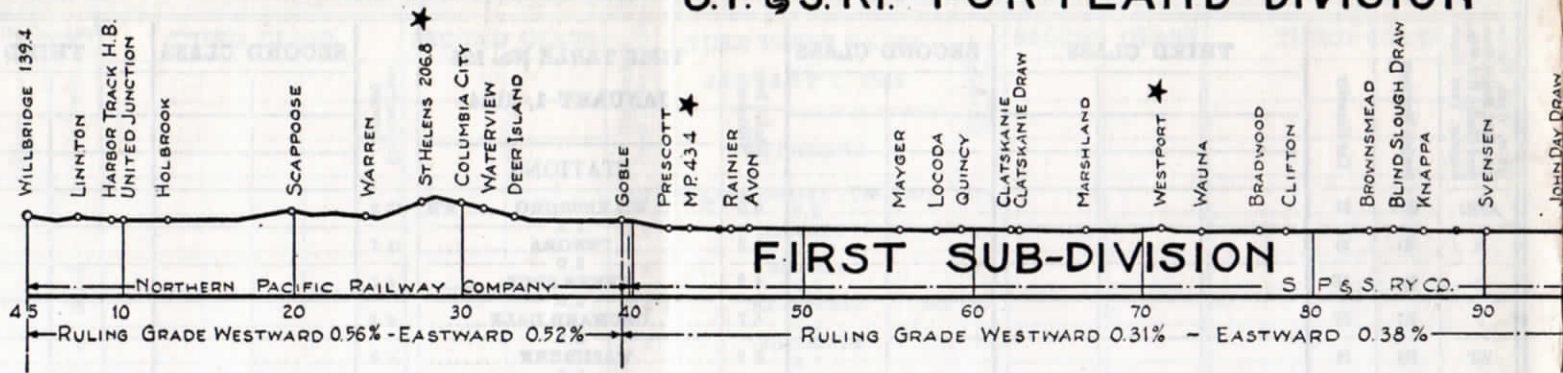 S.P.&S.RY. PORTLAND DIVISION
WILLBRIDGE 139.4
LINNTON
HARBOR TRACK H.B.
UNITED JUNCTION
HOLBROOK
SCAPPOOSE
WARREN
ST HELENS 206.8
COLUMBIA CITY
WATERVIEW
DEER ISLAND
GOBLE
PRESCOTT
M.P. 43.4
RAINIER
AVON
MAYGER
LOCODA
QUINCY
CLATSKANIE
CLATSKANIE DRAW
MARSHLAND
WESTPORT
WAUNA
BRADWOOD
CLIFTON
BROWNSMEAD
BLIND SLOUGH DRAW
KNAPPA
SVENSEN
JOHN DAY DRAW
FIRST SUB-DIVISION
NORTHERN PACIFIC RAILWAY COMPANY
S P & S. RY CO.
4.5 10 20 30 40 50 60 70 80 90
RULING GRADE WESTWARD 0.56% - EASTWARD 0.52%
RULING GRADE WESTWARD 0.31% - EASTWARD 0.38%